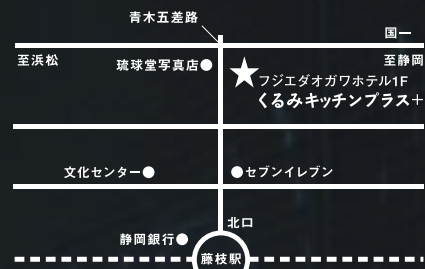 青木五差路
国一
至浜松
至静岡
琉球堂写真店●
★
フジエダオガワホテル1F
くるみキッチンプラス+
文化センター●
●セブンイレブン
北口
静岡銀行●
藤枝駅